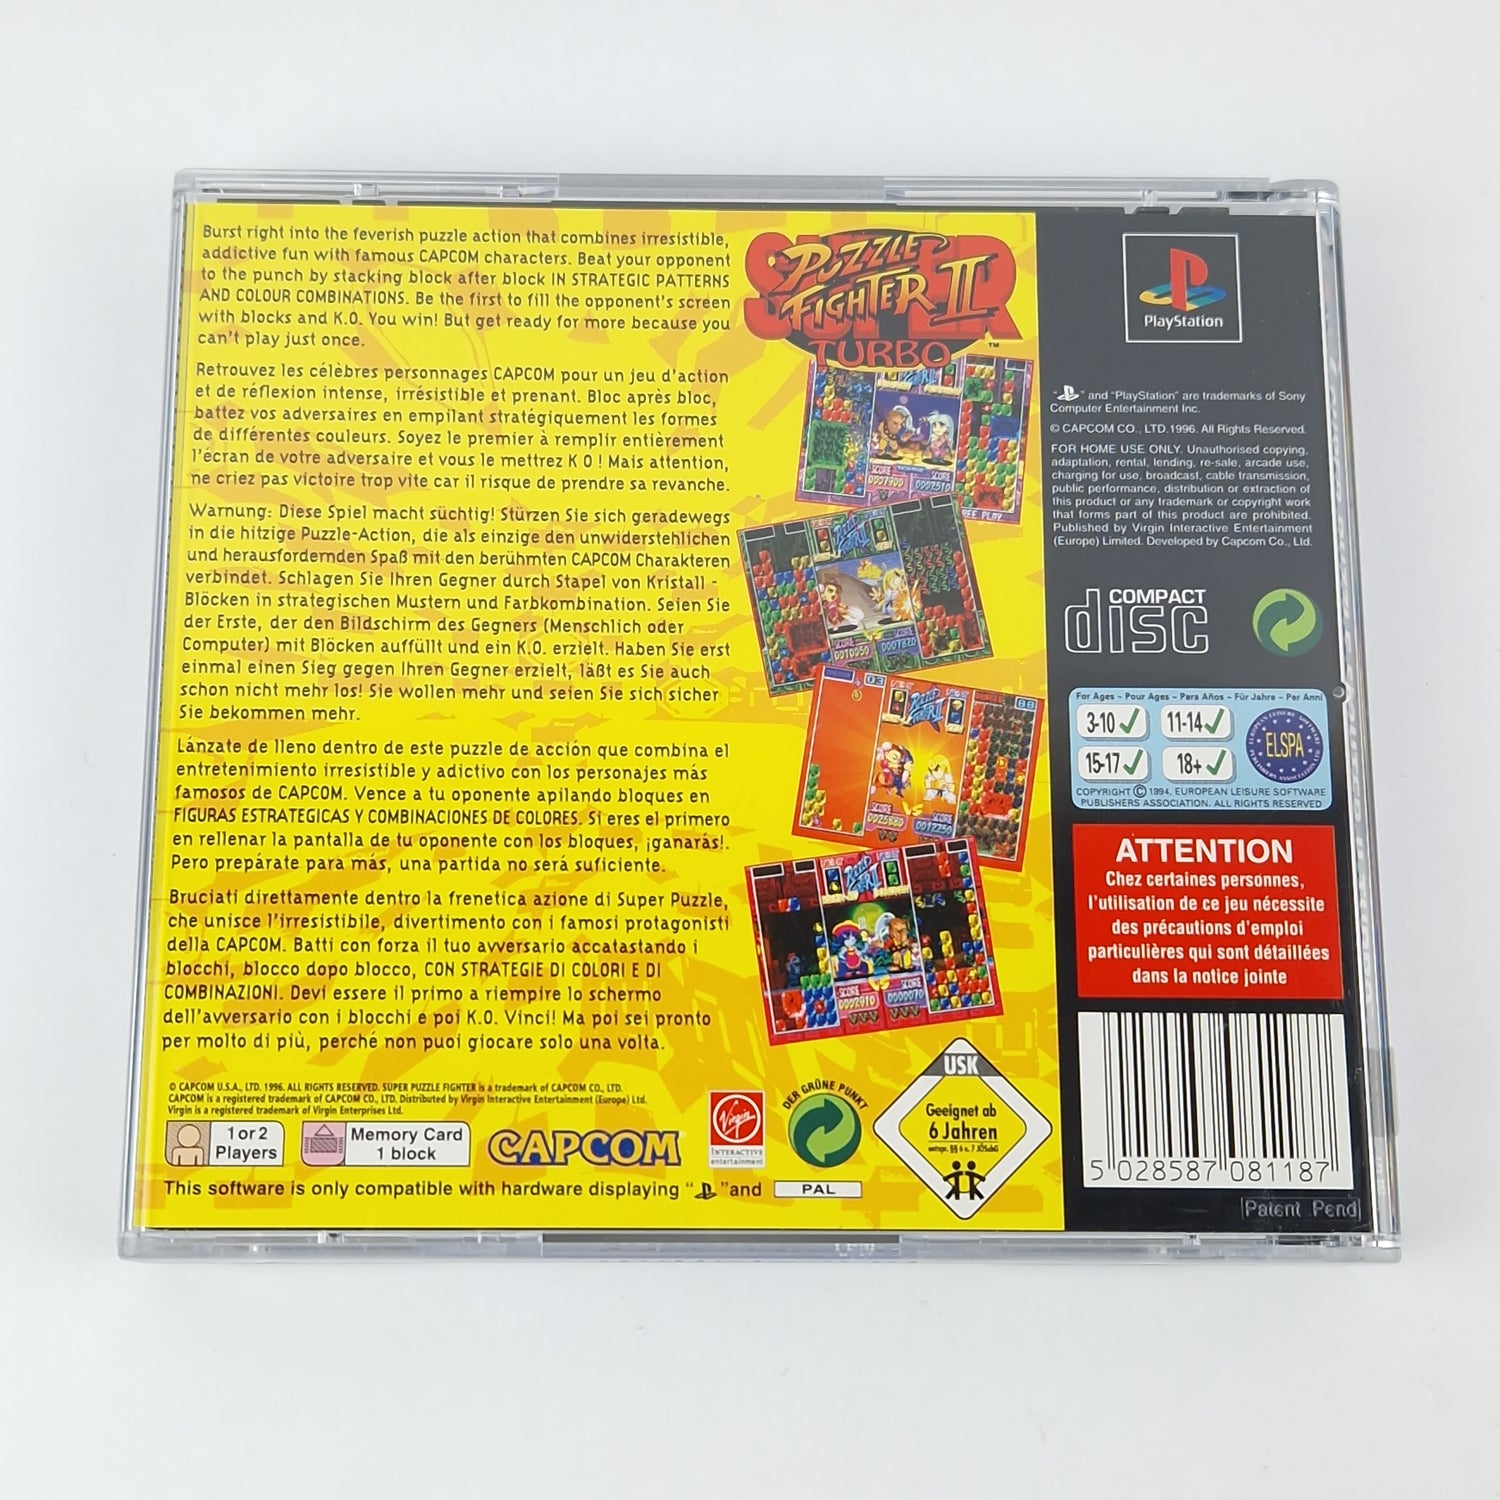 Burst right into the feverish puzzle action that combines irresistible,
addictive fun with famous CAPCOM characters. Beat your opponent
to the punch by stacking block after block IN STRATEGIC PATTERNS
AND COLOUR COMBINATIONS. Be the first to fill the opponent's screen
with blocks and K.O. You win! But get ready for more because you
can't play just once.
Retrouvez les célèbres personnages CAPCOM pour un jeu d'action
et de réflexion intense, irrésistible et prenant. Bloc après bloc,
battez vos adversaires en empilant stratégiquement les formes
de différentes couleurs. Soyez le premier à remplir entièrement
l'écran de votre adversaire et vous le mettrez K O ! Mais attention,
ne criez pas victoire trop vite car il risque de prendre sa revanche.
Warnung: Diese Spiel macht süchtig! Stürzen Sie sich geradewegs
in die hitzige Puzzle-Action, die als einzige den unwiderstehlichen
und herausfordernden Spaß mit den berühmten CAPCOM Charakteren
verbindet. Schlagen Sie Ihren Gegner durch Stapel von Kristall -
Blöcken in strategischen Mustern und Farbkombination. Seien Sie
der Erste, der den Bildschirm des Gegners (Menschlich oder
Computer) mit Blöcken auffüllt und ein K.O. erzielt. Haben Sie erst
einmal einen Sieg gegen Ihren Gegner erzielt, läßt es Sie auch
schon nicht mehr los! Sie wollen mehr und seien Sie sich sicher
Sie bekommen mehr.
Lánzate de lleno dentro de este puzzle de acción que combina el
entretenimiento irresistible y adictivo con los personajes más
famosos de CAPCOM. Vence a tu oponente apilando bloques en
FIGURAS ESTRATEGICAS Y COMBINACIONES DE COLORES. Si eres el primero
en rellenar la pantalla de tu oponente con los bloques, ¡ganarás!.
Pero prepárate para más, una partida no será suficiente.
Bruciati direttamente dentro la frenetica azione di Super Puzzle,
che unisce l'irresistibile, divertimento con i famosi protagonisti
della CAPCOM. Batti con forza il tuo avversario accatastando i
blocchi, blocco dopo blocco, CON STRATEGIE DI COLORI E DI
COMBINAZIONI. Devi essere il primo a riempire lo schermo
dell'avversario con i blocchi e poi K.O. Vinci! Ma poi sei pronto
per molto di più, perché non puoi giocare solo una volta.
© CAPCOM U.S.A., LTD. 1996. ALL RIGHTS RESERVED. SUPER PUZZLE FIGHTER is a trademark of CAPCOM CO., LTD.
CAPCOM is a registered trademark of CAPCOM CO., LTD. Distributed by Virgin Interactive Entertainment (Europe) Ltd.
Virgin is a registered trademark of Virgin Enterprises Ltd.
1 or 2
Players
Memory Card
1 block
CAPCOM
Virgin
INTERACTIVE
entertainment
DER GRÜNE PUNKT
USK
Geeignet ab
6 Jahren
This software is only compatible with hardware displaying " " and PAL
SUPER
PUZZLE
FIGHTER II
TURBO
™
SCORE
0007900
SCORE
0002510
FREE PLAY
SCORE
0010050
SCORE
0007820
SCORE
0025880
SCORE
0012250
SCORE
0002910
SCORE
0000070
PlayStation
" " and "PlayStation" are trademarks of Sony
Computer Entertainment Inc.
© CAPCOM CO., LTD.1996. All Rights Reserved.
FOR HOME USE ONLY. Unauthorised copying,
adaptation, rental, lending, re-sale, arcade use,
charging for use, broadcast, cable transmission,
public performance, distribution or extraction of
this product or any trademark or copyright work
that forms part of this product are prohibited.
Published by Virgin Interactive Entertainment
(Europe) Limited. Developed by Capcom Co., Ltd.
COMPACT
disc
For Ages - Pour Ages - Para Años - Für Jahre - Per Anni
3-10 ✓ 11-14 ✓
15-17 ✓ 18+ ✓
ELSPA
COPYRIGHT © 1994, EUROPEAN LEISURE SOFTWARE
PUBLISHERS ASSOCIATION. ALL RIGHTS RESERVED
ATTENTION
Chez certaines personnes,
l'utilisation de ce jeu nécessite
des précautions d'emploi
particulières qui sont détaillées
dans la notice jointe
5 028587 081187
Patent Pend